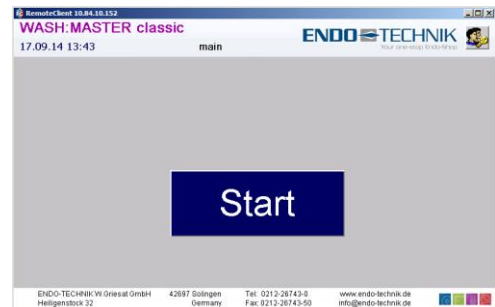 RemoteClient 10.84.10.152
WASH:MASTER classic
17.09.14 13:43
main
ENDO TECHNIK
Your one-stop Endo-Shop
Start
ENDO-TECHNIK W.Griesat GmbH 42697 Solingen Tel: 0212-26743-0 www.endo-technik.de
Heiligenstock 32 Germany Fax: 0212-26743-50 info@endo-technik.de